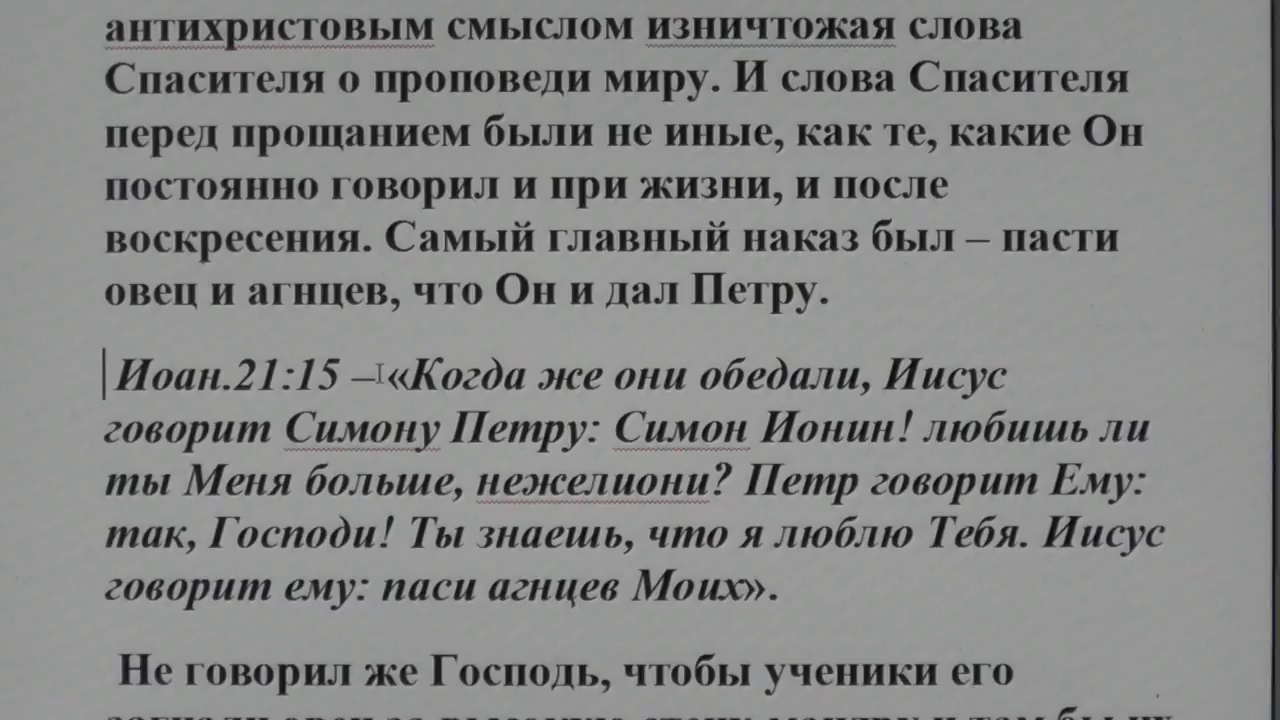 антихристовым смыслом изничтожая слова
Спасителя о проповеди миру. И слова Спасителя
перед прощанием были не иные, как те, какие Он
постоянно говорил и при жизни, и после
воскресения. Самый главный наказ был – пасти
овец и агнцев, что Он и дал Петру.
Иоан.21:15 – «Когда же они обедали, Иисус
говорит Симону Петру: Симон Ионин! любишь ли
ты Меня больше, нежелиони? Петр говорит Ему:
так, Господи! Ты знаешь, что я люблю Тебя. Иисус
говорит ему: паси агнцев Моих».
Не говорил же Господь, чтобы ученики его